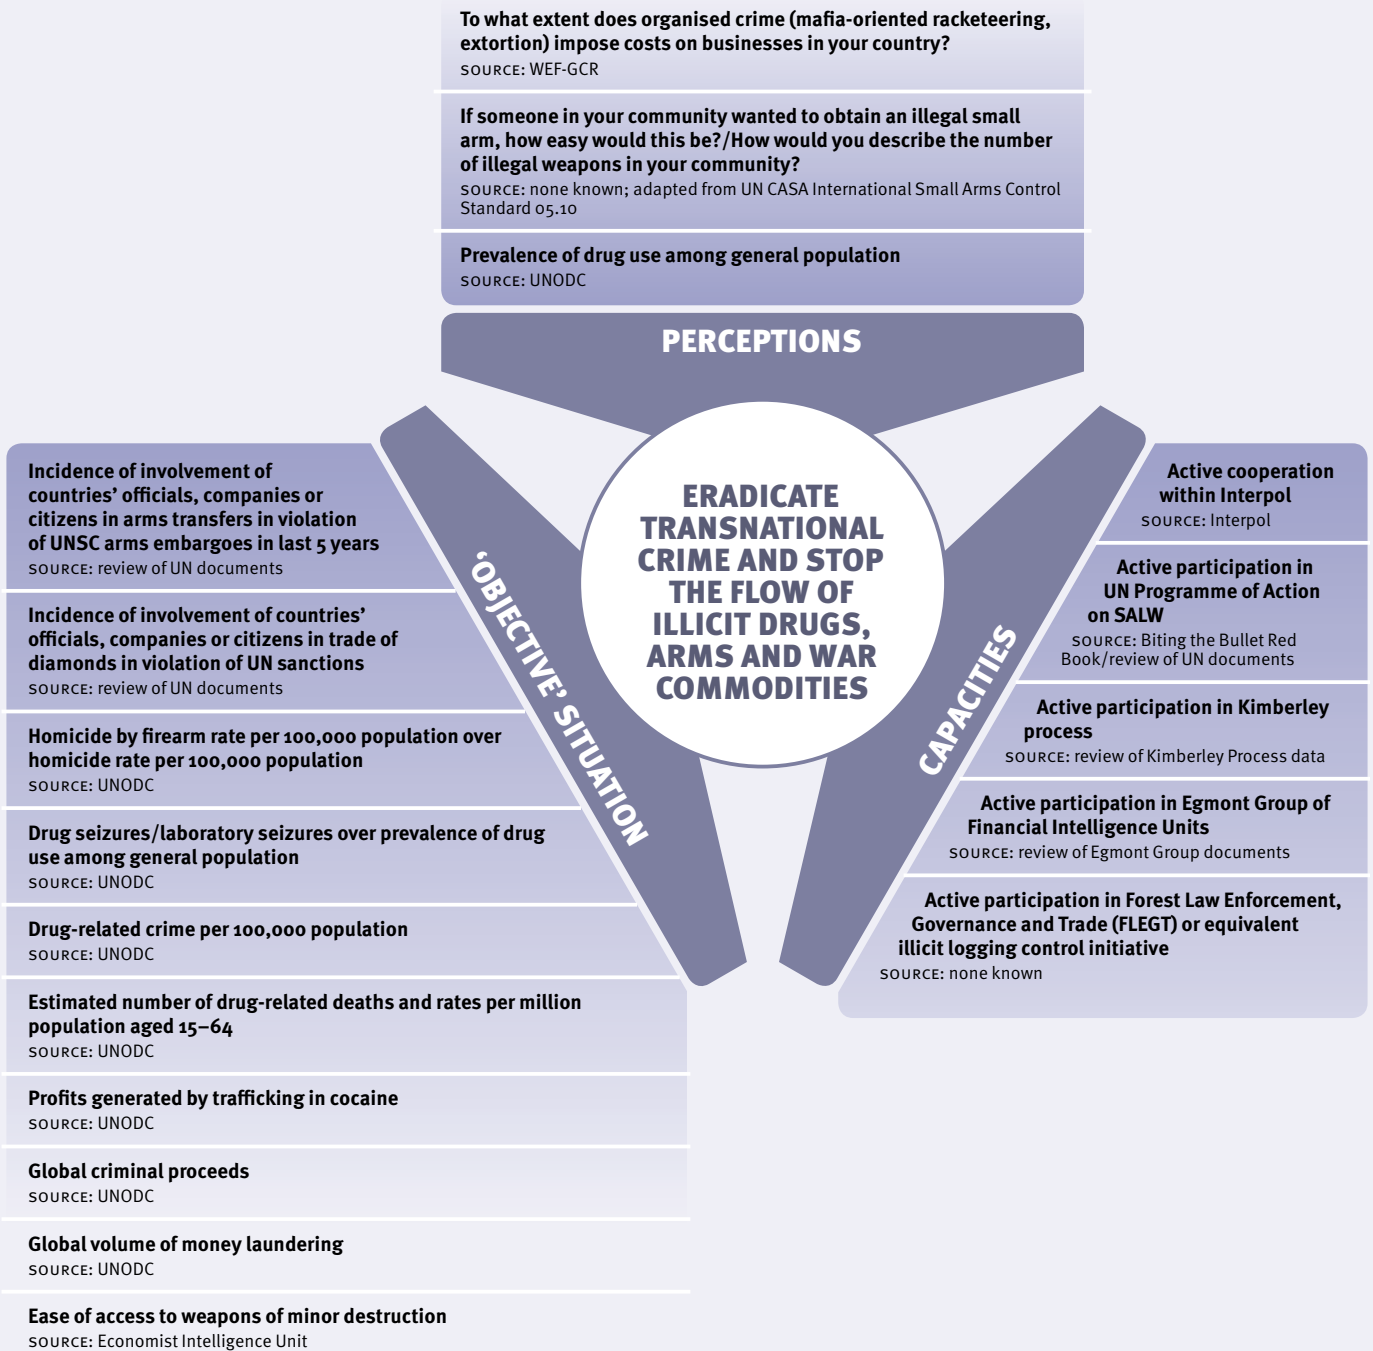 To what extent does organised crime (mafia-oriented racketeering,
extortion) impose costs on businesses in your country?
SOURCE: WEF-GCR
If someone in your community wanted to obtain an illegal small
arm, how easy would this be?/How would you describe the number
of illegal weapons in your community?
SOURCE: none known; adapted from UN CASA International Small Arms Control
Standard 05.10
Prevalence of drug use among general population
SOURCE: UNODC
PERCEPTIONS
ERADICATE
TRANSNATIONAL
CRIME AND STOP
THE FLOW OF
ILLICIT DRUGS,
ARMS AND WAR
COMMODITIES
‘OBJECTIVE’ SITUATION
Incidence of involvement of
countries’ officials, companies or
citizens in arms transfers in violation
of UNSC arms embargoes in last 5 years
SOURCE: review of UN documents
Incidence of involvement of countries’
officials, companies or citizens in trade of
diamonds in violation of UN sanctions
SOURCE: review of UN documents
Homicide by firearm rate per 100,000 population over
homicide rate per 100,000 population
SOURCE: UNODC
Drug seizures/laboratory seizures over prevalence of drug
use among general population
SOURCE: UNODC
Drug-related crime per 100,000 population
SOURCE: UNODC
Estimated number of drug-related deaths and rates per million
population aged 15–64
SOURCE: UNODC
Profits generated by trafficking in cocaine
SOURCE: UNODC
Global criminal proceeds
SOURCE: UNODC
Global volume of money laundering
SOURCE: UNODC
Ease of access to weapons of minor destruction
SOURCE: Economist Intelligence Unit
CAPACITIES
Active cooperation
within Interpol
SOURCE: Interpol
Active participation in
UN Programme of Action
on SALW
SOURCE: Biting the Bullet Red
Book/review of UN documents
Active participation in Kimberley
process
SOURCE: review of Kimberley Process data
Active participation in Egmont Group of
Financial Intelligence Units
SOURCE: review of Egmont Group documents
Active participation in Forest Law Enforcement,
Governance and Trade (FLEGT) or equivalent
illicit logging control initiative
SOURCE: none known